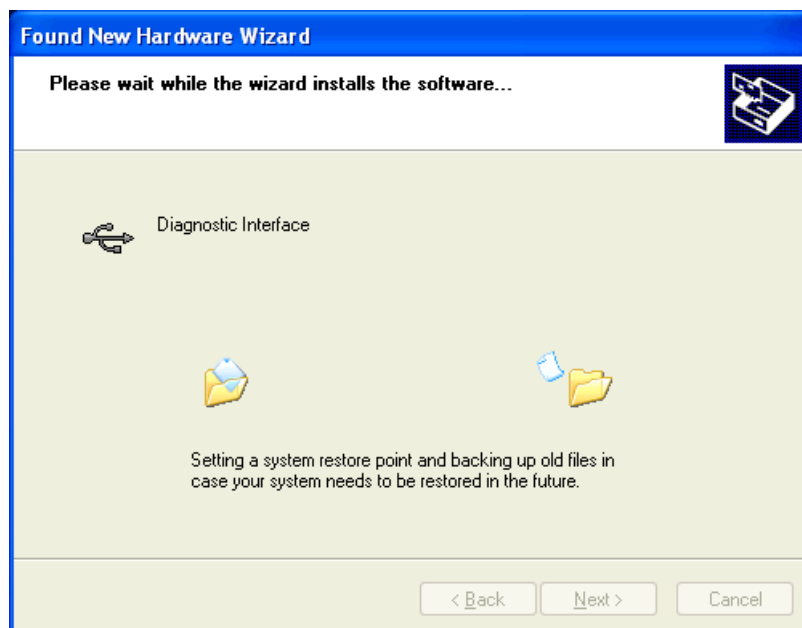 Found New Hardware Wizard
Please wait while the wizard installs the software...
Diagnostic Interface
Setting a system restore point and backing up old files in
case your system needs to be restored in the future.
< Back
Next >
Cancel